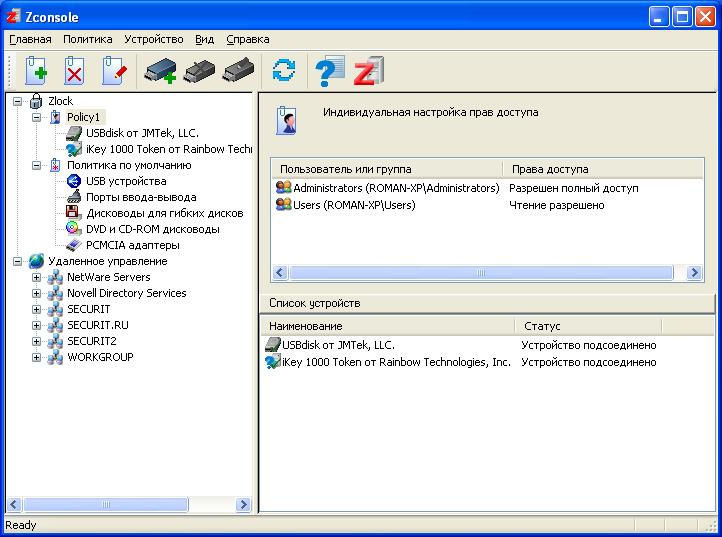 Zconsole
Главная Политика Устройство Вид Справка
Zlock
Policy1
USBdisk от JMTek, LLC.
iKey 1000 Token от Rainbow Techn
Политика по умолчанию
USB устройства
Порты ввода-вывода
Дисководы для гибких дисков
DVD и CD-ROM дисководы
PCMCIA адаптеры
Удаленное управление
NetWare Servers
Novell Directory Services
SECURIT
SECURIT.RU
SECURIT2
WORKGROUP
Индивидуальная настройка прав доступа
Пользователь или группа Права доступа
Administrators (ROMAN-XP\Administrators) Разрешен полный доступ
Users (ROMAN-XP\Users) Чтение разрешено
Список устройств
Наименование Статус
USBdisk от JMTek, LLC. Устройство подсоединено
iKey 1000 Token от Rainbow Technologies, Inc. Устройство подсоединено
Ready